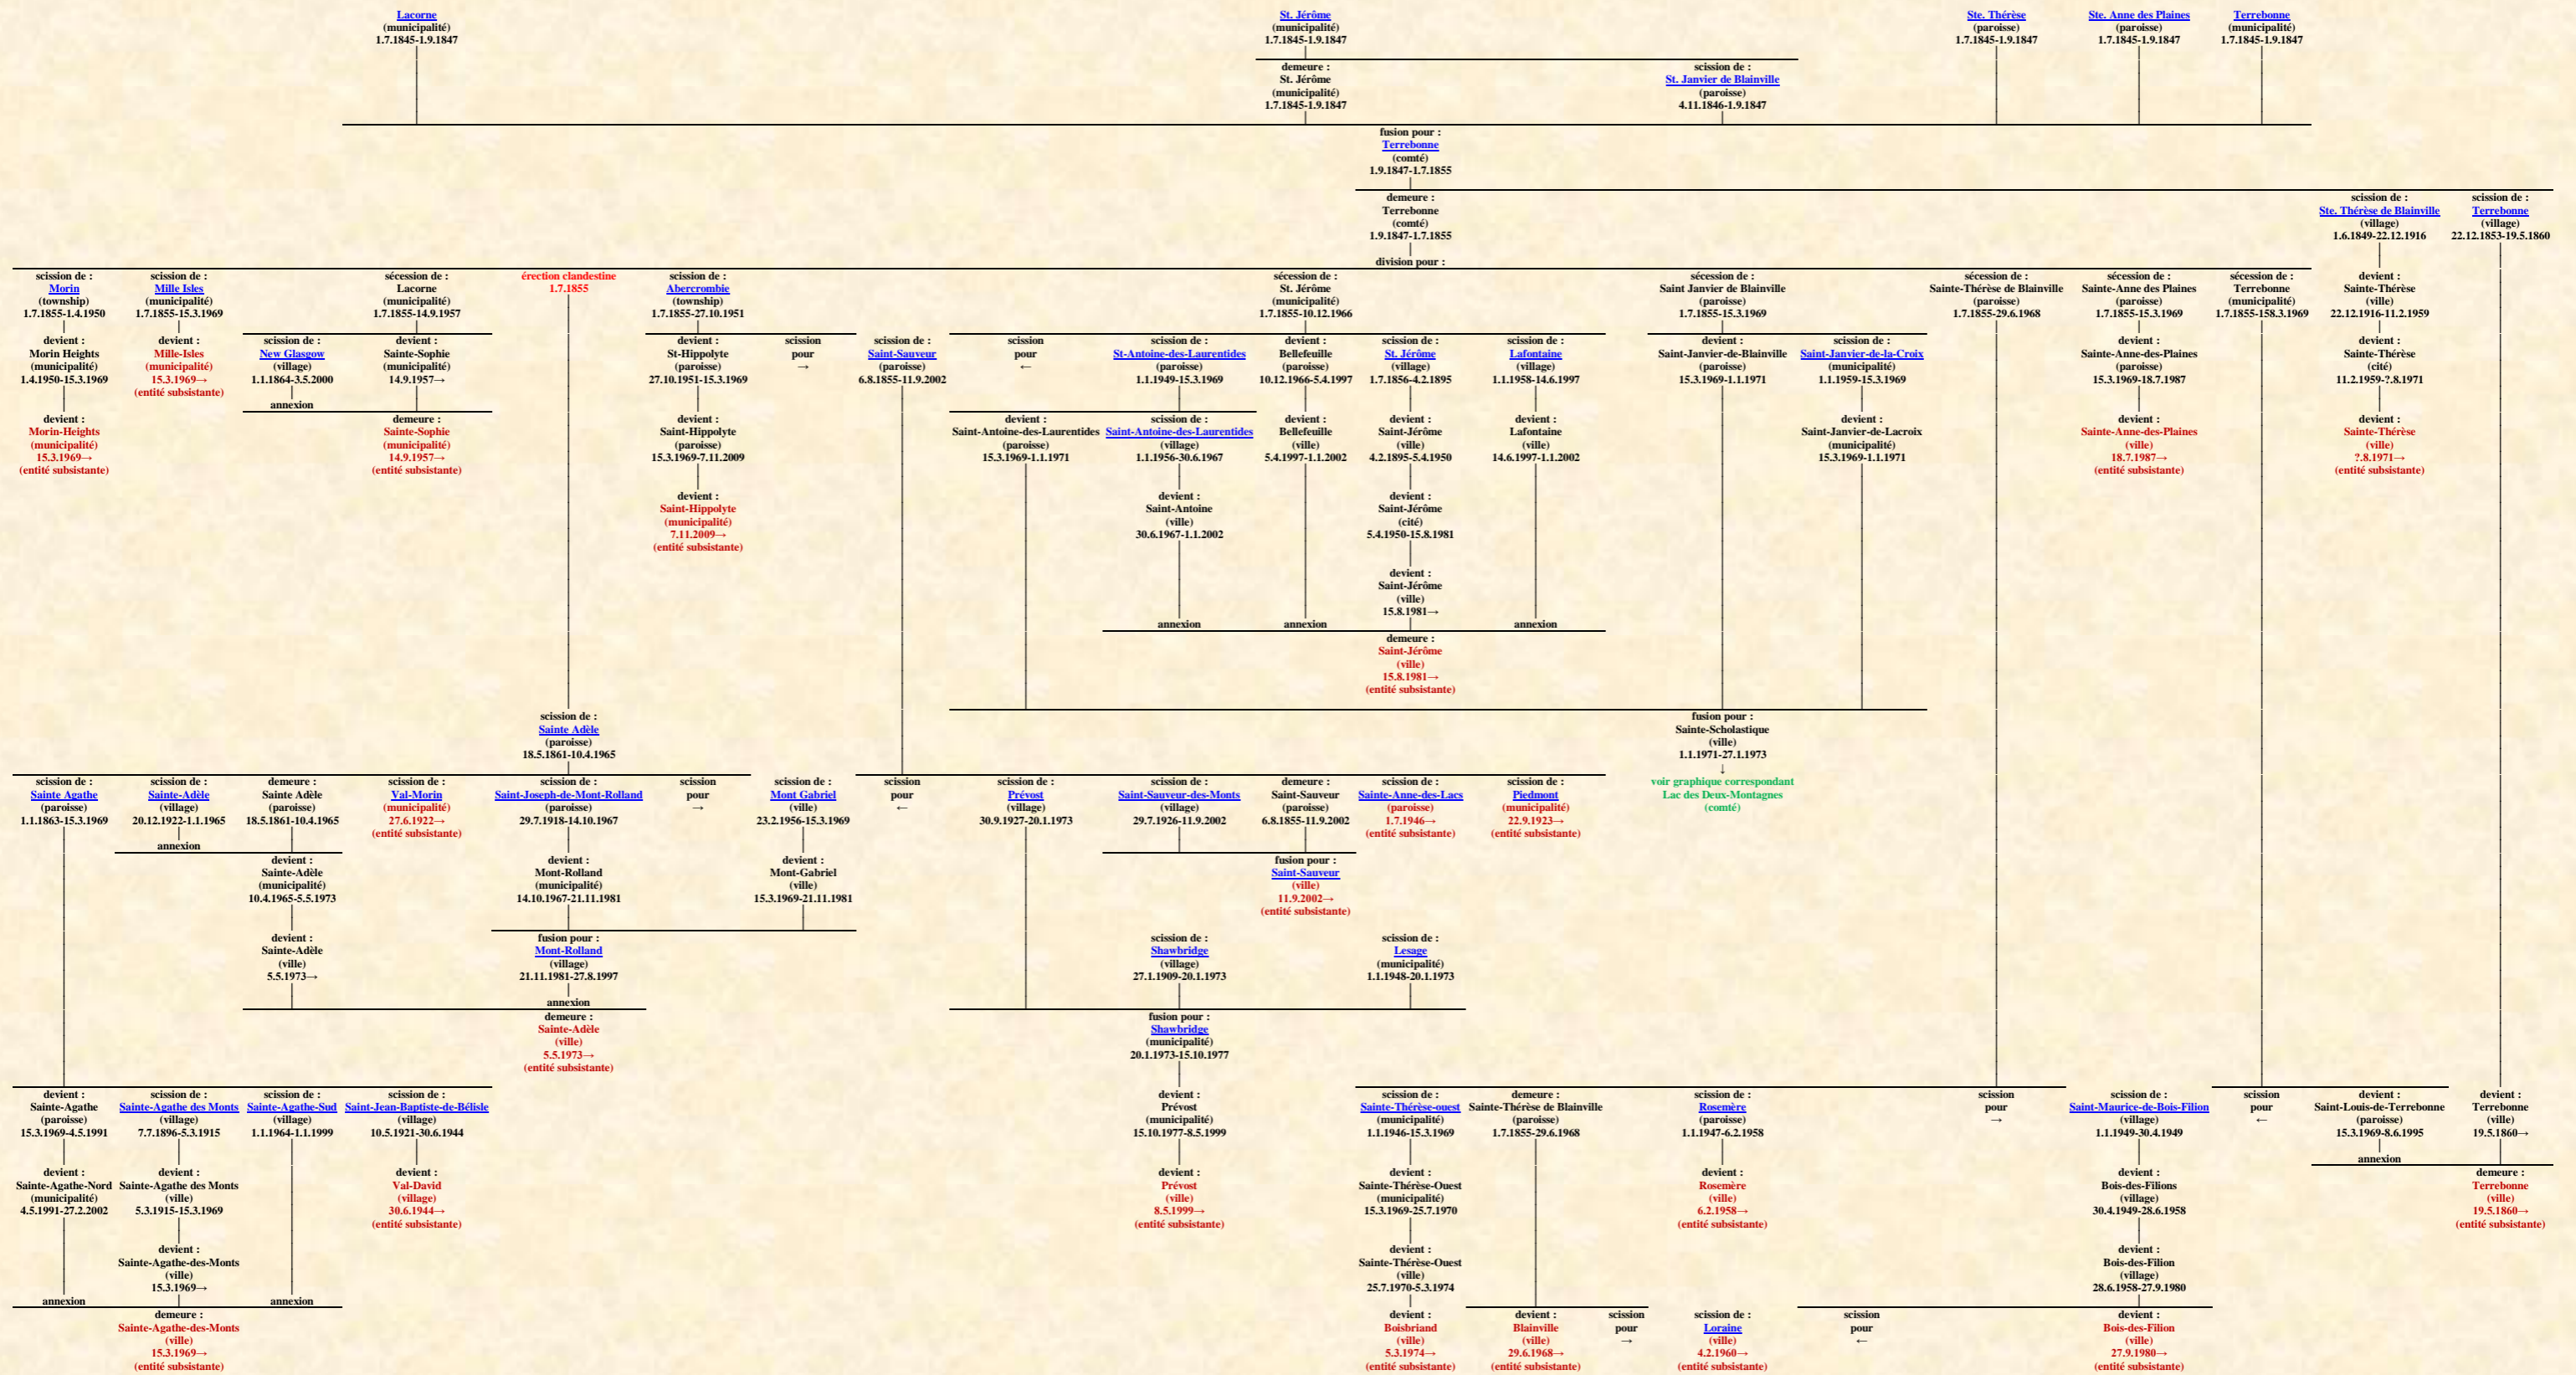 Lacorne
(municipalité)
1.7.1845-1.9.1847
St. Jérôme
(municipalité)
1.7.1845-1.9.1847
Ste. Thérèse
(paroisse)
1.7.1845-1.9.1847
Ste. Anne des Plaines
(paroisse)
1.7.1845-1.9.1847
Terrebonne
(municipalité)
1.7.1845-1.9.1847
demeure :
St. Jérôme
(municipalité)
1.7.1845-1.9.1847
scission de :
St. Janvier de Blainville
(paroisse)
4.11.1846-1.9.1847
fusion pour :
Terrebonne
(comté)
1.9.1847-1.7.1855
demeure :
Terrebonne
(comté)
1.9.1847-1.7.1855
division pour :
scission de :
Ste. Thérèse de Blainville
(village)
1.6.1849-22.12.1916
scission de :
Terrebonne
(village)
22.12.1853-19.5.1860
scission de :
Morin
(township)
1.7.1855-1.4.1950
scission de :
Mille Isles
(municipalité)
1.7.1855-15.3.1969
sécession de :
Lacorne
(municipalité)
1.7.1855-14.9.1957
érection clandestine
1.7.1855
scission de :
Abercrombie
(township)
1.7.1855-27.10.1951
sécession de :
St. Jérôme
(municipalité)
1.7.1855-10.12.1966
sécession de :
Saint Janvier de Blainville
(paroisse)
1.7.1855-15.3.1969
sécession de :
Sainte-Thérèse de Blainville
(paroisse)
1.7.1855-29.6.1968
sécession de :
Sainte-Anne des Plaines
(paroisse)
1.7.1855-15.3.1969
sécession de :
Terrebonne
(municipalité)
1.7.1855-158.3.1969
devient :
Sainte-Thérèse
(ville)
22.12.1916-11.2.1959
devient :
Morin Heights
(municipalité)
1.4.1950-15.3.1969
devient :
Mille-Isles
(municipalité)
15.3.1969→
(entité subsistante)
scission de :
New Glasgow
(village)
1.1.1864-3.5.2000
annexion
devient :
Sainte-Sophie
(municipalité)
14.9.1957→
devient :
St-Hippolyte
(paroisse)
27.10.1951-15.3.1969
scission
pour
→
scission de :
Saint-Sauveur
(paroisse)
6.8.1855-11.9.2002
scission
pour
←
scission de :
St-Antoine-des-Laurentides
(paroisse)
1.1.1949-15.3.1969
devient :
Bellefeuille
(paroisse)
10.12.1966-5.4.1997
scission de :
St. Jérôme
(village)
1.7.1856-4.2.1895
scission de :
Lafontaine
(village)
1.1.1958-14.6.1997
devient :
Saint-Janvier-de-Blainville
(paroisse)
15.3.1969-1.1.1971
scission de :
Saint-Janvier-de-la-Croix
(municipalité)
1.1.1959-15.3.1969
devient :
Sainte-Anne-des-Plaines
(paroisse)
15.3.1969-18.7.1987
devient :
Sainte-Thérèse
(cité)
11.2.1959-?.8.1971
devient :
Morin-Heights
(municipalité)
15.3.1969→
(entité subsistante)
demeure :
Sainte-Sophie
(municipalité)
14.9.1957→
(entité subsistante)
devient :
Saint-Hippolyte
(paroisse)
15.3.1969-7.11.2009
devient :
Saint-Antoine-des-Laurentides
(paroisse)
15.3.1969-1.1.1971
scission de :
Saint-Antoine-des-Laurentides
(village)
1.1.1956-30.6.1967
devient :
Bellefeuille
(ville)
5.4.1997-1.1.2002
devient :
Saint-Jérôme
(ville)
4.2.1895-5.4.1950
devient :
Lafontaine
(ville)
14.6.1997-1.1.2002
devient :
Saint-Janvier-de-Lacroix
(municipalité)
15.3.1969-1.1.1971
devient :
Sainte-Anne-des-Plaines
(ville)
18.7.1987→
(entité subsistante)
devient :
Sainte-Thérèse
(ville)
?.8.1971→
(entité subsistante)
devient :
Saint-Hippolyte
(municipalité)
7.11.2009→
(entité subsistante)
devient :
Saint-Antoine
(ville)
30.6.1967-1.1.2002
devient :
Saint-Jérôme
(cité)
5.4.1950-15.8.1981
devient :
Saint-Jérôme
(ville)
15.8.1981→
annexion
annexion
annexion
demeure :
Saint-Jérôme
(ville)
15.8.1981→
(entité subsistante)
scission de :
Sainte Adèle
(paroisse)
18.5.1861-10.4.1965
fusion pour :
Sainte-Scholastique
(ville)
1.1.1971-27.1.1973
↓
voir graphique correspondant
Lac des Deux-Montagnes
(comté)
scission de :
Sainte Agathe
(paroisse)
1.1.1863-15.3.1969
scission de :
Sainte-Adèle
(village)
20.12.1922-1.1.1965
annexion
demeure :
Sainte Adèle
(paroisse)
18.5.1861-10.4.1965
scission de :
Val-Morin
(municipalité)
27.6.1922→
(entité subsistante)
scission de :
Saint-Joseph-de-Mont-Rolland
(paroisse)
29.7.1918-14.10.1967
scission
pour
→
scission de :
Mont Gabriel
(ville)
23.2.1956-15.3.1969
scission
pour
←
scission de :
Prévost
(village)
30.9.1927-20.1.1973
scission de :
Saint-Sauveur-des-Monts
(village)
29.7.1926-11.9.2002
demeure :
Saint-Sauveur
(paroisse)
6.8.1855-11.9.2002
scission de :
Sainte-Anne-des-Lacs
(paroisse)
1.7.1946→
(entité subsistante)
scission de :
Piedmont
(municipalité)
22.9.1923→
(entité subsistante)
devient :
Sainte-Adèle
(municipalité)
10.4.1965-5.5.1973
devient :
Mont-Rolland
(municipalité)
14.10.1967-21.11.1981
devient :
Mont-Gabriel
(ville)
15.3.1969-21.11.1981
fusion pour :
Saint-Sauveur
(ville)
11.9.2002→
(entité subsistante)
devient :
Sainte-Adèle
(ville)
5.5.1973→
fusion pour :
Mont-Rolland
(village)
21.11.1981-27.8.1997
annexion
scission de :
Shawbridge
(village)
27.1.1909-20.1.1973
scission de :
Lesage
(municipalité)
1.1.1948-20.1.1973
demeure :
Sainte-Adèle
(ville)
5.5.1973→
(entité subsistante)
fusion pour :
Shawbridge
(municipalité)
20.1.1973-15.10.1977
devient :
Sainte-Agathe
(paroisse)
15.3.1969-4.5.1991
scission de :
Sainte-Agathe des Monts
(village)
7.7.1896-5.3.1915
scission de :
Sainte-Agathe-Sud
(village)
1.1.1964-1.1.1999
scission de :
Saint-Jean-Baptiste-de-Bélisle
(village)
10.5.1921-30.6.1944
devient :
Prévost
(municipalité)
15.10.1977-8.5.1999
scission de :
Sainte-Thérèse-ouest
(municipalité)
1.1.1946-15.3.1969
demeure :
Sainte-Thérèse de Blainville
(paroisse)
1.7.1855-29.6.1968
scission de :
Rosemère
(paroisse)
1.1.1947-6.2.1958
scission
pour
→
scission de :
Saint-Maurice-de-Bois-Filion
(village)
1.1.1949-30.4.1949
scission
pour
←
devient :
Saint-Louis-de-Terrebonne
(paroisse)
15.3.1969-8.6.1995
annexion
devient :
Terrebonne
(ville)
19.5.1860→
devient :
Sainte-Agathe-Nord
(municipalité)
4.5.1991-27.2.2002
devient :
Sainte-Agathe des Monts
(ville)
5.3.1915-15.3.1969
devient :
Val-David
(village)
30.6.1944→
(entité subsistante)
devient :
Prévost
(ville)
8.5.1999→
(entité subsistante)
devient :
Sainte-Thérèse-Ouest
(municipalité)
15.3.1969-25.7.1970
devient :
Rosemère
(ville)
6.2.1958→
(entité subsistante)
devient :
Bois-des-Filions
(village)
30.4.1949-28.6.1958
demeure :
Terrebonne
(ville)
19.5.1860→
(entité subsistante)
devient :
Sainte-Agathe-des-Monts
(ville)
15.3.1969→
annexion
annexion
devient :
Sainte-Thérèse-Ouest
(ville)
25.7.1970-5.3.1974
devient :
Bois-des-Filion
(village)
28.6.1958-27.9.1980
demeure :
Sainte-Agathe-des-Monts
(ville)
15.3.1969→
(entité subsistante)
devient :
Boisbriand
(ville)
5.3.1974→
(entité subsistante)
devient :
Blainville
(ville)
29.6.1968→
(entité subsistante)
scission
pour
→
scission de :
Loraine
(ville)
4.2.1960→
(entité subsistante)
scission
pour
←
devient :
Bois-des-Filion
(ville)
27.9.1980→
(entité subsistante)